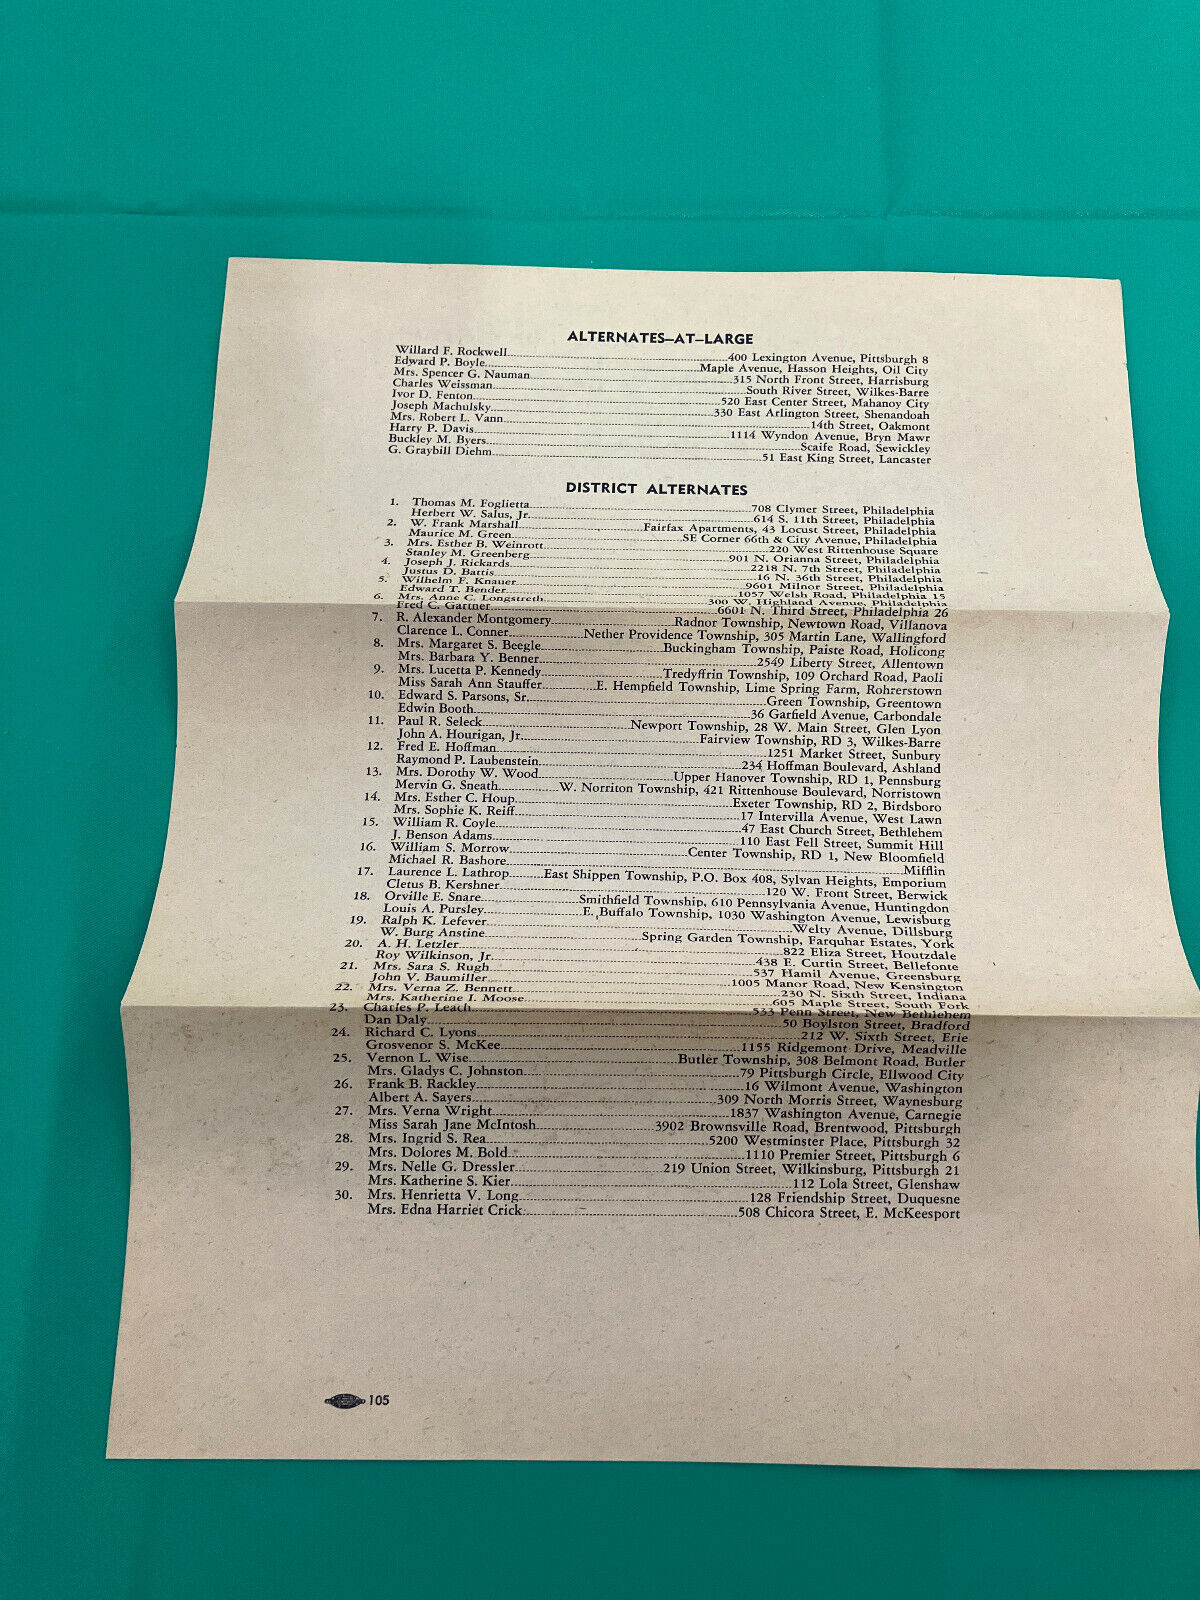 ALTERNATES—AT—LARGE
Willard F. Rockwell 400 Lexington Avenue, Pittsburgh 8
Edward P. Boyle Maple Avenue, Hasson Heights, Oil City
Mrs. Spencer G. Nauman 315 North Front Street, Harrisburg
Charles Weissman South River Street, Wilkes-Barre
Ivor D. Fenton 520 East Center Street, Mahanoy City
Joseph Machulsky 330 East Arlington Street, Shenandoah
Mrs. Robert L. Vann 14th Street, Oakmont
Harry P. Davis 1114 Wyndon Avenue, Bryn Mawr
Buckley M. Byers Scaife Road, Sewickley
G. Graybill Diehm 51 East King Street, Lancaster
DISTRICT ALTERNATES
1. Thomas M. Foglietta 708 Clymer Street, Philadelphia
Herbert W. Salus, Jr. 614 S. 11th Street, Philadelphia
2. W. Frank Marshall Fairfax Apartments, 43 Locust Street, Philadelphia
Maurice M. Green SE Corner 66th & City Avenue, Philadelphia
3. Mrs. Esther B. Weinrott 220 West Rittenhouse Square
Stanley M. Greenberg 901 N. Orianna Street, Philadelphia
4. Joseph J. Rickards 2218 N. 7th Street, Philadelphia
Justus D. Battis 16 N. 36th Street, Philadelphia
5. Wilhelm F. Knauer 9601 Milnor Street, Philadelphia
Edward T. Bender 1057 Welsh Road, Philadelphia 15
6. Mrs. Anne C. Longstreth 300 W. Highland Avenue, Philadelphia
Fred C. Gartner 6601 N. Third Street, Philadelphia 26
7. R. Alexander Montgomery Radnor Township, Newtown Road, Villanova
Clarence L. Conner Nether Providence Township, 305 Martin Lane, Wallingford
8. Mrs. Margaret S. Beegle Buckingham Township, Paiste Road, Holicong
Mrs. Barbara Y. Benner 2549 Liberty Street, Allentown
9. Mrs. Lucetta P. Kennedy Tredyffrin Township, 109 Orchard Road, Paoli
Miss Sarah Ann Stauffer E. Hempfield Township, Lime Spring Farm, Rohrerstown
10. Edward S. Parsons, Sr. Green Township, Greentown
Edwin Booth 36 Garfield Avenue, Carbondale
11. Paul R. Seleck Newport Township, 28 W. Main Street, Glen Lyon
John A. Hourigan, Jr. Fairview Township, RD 3, Wilkes-Barre
12. Fred E. Hoffman 1251 Market Street, Sunbury
Raymond P. Laubenstein 234 Hoffman Boulevard, Ashland
13. Mrs. Dorothy W. Wood Upper Hanover Township, RD 1, Pennsburg
Mervin G. Sneath W. Norriton Township, 421 Rittenhouse Boulevard, Norristown
14. Mrs. Esther C. Houp Exeter Township, RD 2, Birdsboro
Mrs. Sophie K. Reiff 17 Intervilla Avenue, West Lawn
15. William R. Coyle 47 East Church Street, Bethlehem
J. Benson Adams 110 East Fell Street, Summit Hill
16. William S. Morrow Center Township, RD 1, New Bloomfield
Michael R. Bashore Mifflin
17. Laurence L. Lathrop East Shippen Township, P.O. Box 408, Sylvan Heights, Emporium
Cletus B. Kershner 120 W. Front Street, Berwick
18. Orville E. Snare Smithfield Township, 610 Pennsylvania Avenue, Huntingdon
Louis A. Pursley E. Buffalo Township, 1030 Washington Avenue, Lewisburg
19. Ralph K. Lefever Welty Avenue, Dillsburg
W. Burg Anstine Spring Garden Township, Farquhar Estates, York
20. A. H. Letzler 822 Eliza Street, Houtzdale
Roy Wilkinson, Jr. 438 E. Curtin Street, Bellefonte
21. Mrs. Sara S. Rugh 537 Hamil Avenue, Greensburg
John V. Baumiller 1005 Manor Road, New Kensington
22. Mrs. Verna Z. Bennett 230 N. Sixth Street, Indiana
Mrs. Katherine I. Moose 605 Maple Street, South Fork
23. Charles P. Leach 533 Penn Street, New Bethlehem
Dan Daly 50 Boylston Street, Bradford
24. Richard C. Lyons 212 W. Sixth Street, Erie
Grosvenor S. McKee 1155 Ridgemont Drive, Meadville
25. Vernon L. Wise Butler Township, 308 Belmont Road, Butler
Mrs. Gladys C. Johnston 79 Pittsburgh Circle, Ellwood City
26. Frank B. Rackley 16 Wilmont Avenue, Washington
Albert A. Sayers 309 North Morris Street, Waynesburg
27. Mrs. Verna Wright 1837 Washington Avenue, Carnegie
Miss Sarah Jane McIntosh 3902 Brownsville Road, Brentwood, Pittsburgh
28. Mrs. Ingrid S. Rea 5200 Westminster Place, Pittsburgh 32
Mrs. Dolores M. Bold 1110 Premier Street, Pittsburgh 6
29. Mrs. Nelle G. Dressler 219 Union Street, Wilkinsburg, Pittsburgh 21
Mrs. Katherine S. Kier 112 Lola Street, Glenshaw
30. Mrs. Henrietta V. Long 128 Friendship Street, Duquesne
Mrs. Edna Harriet Crick 508 Chicora Street, E. McKeesport
105